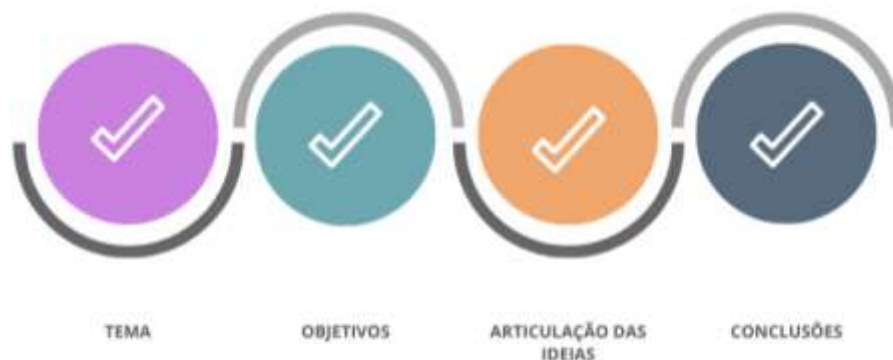 TEMA
OBJETIVOS
ARTICULAÇÃO DAS
IDEIAS
CONCLUSÕES